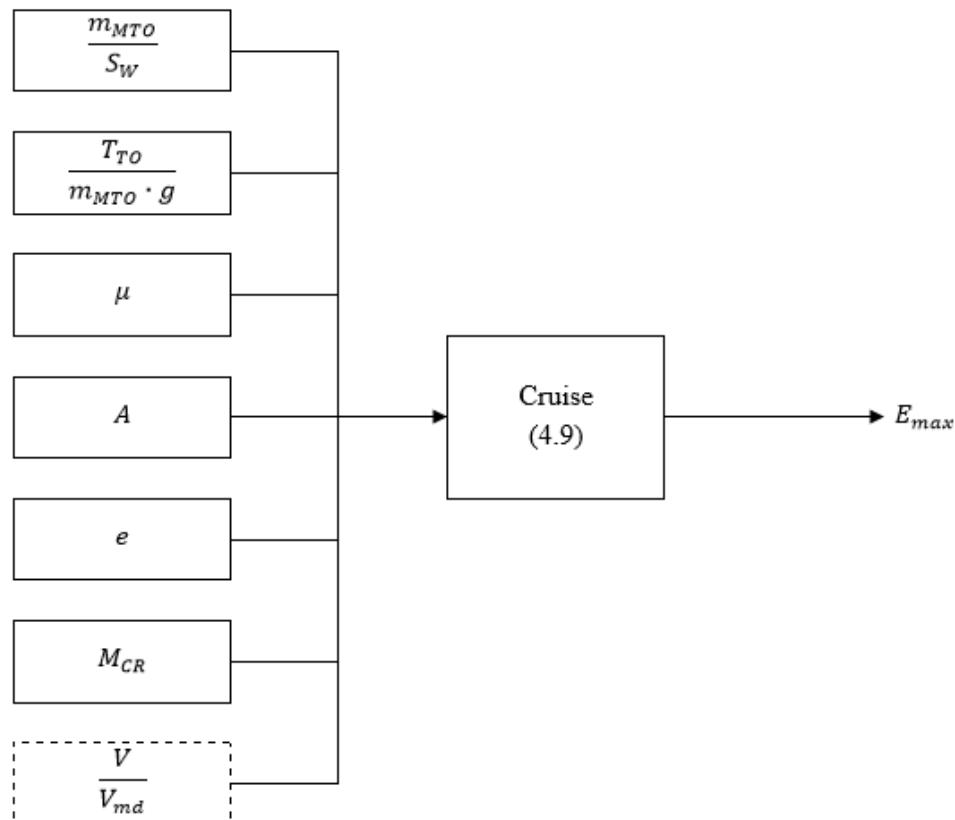 m_MTO
S_W
T_TO
m_MTO · g
μ
A
e
M_CR
V
V_md
Cruise
(4.9)
E_max